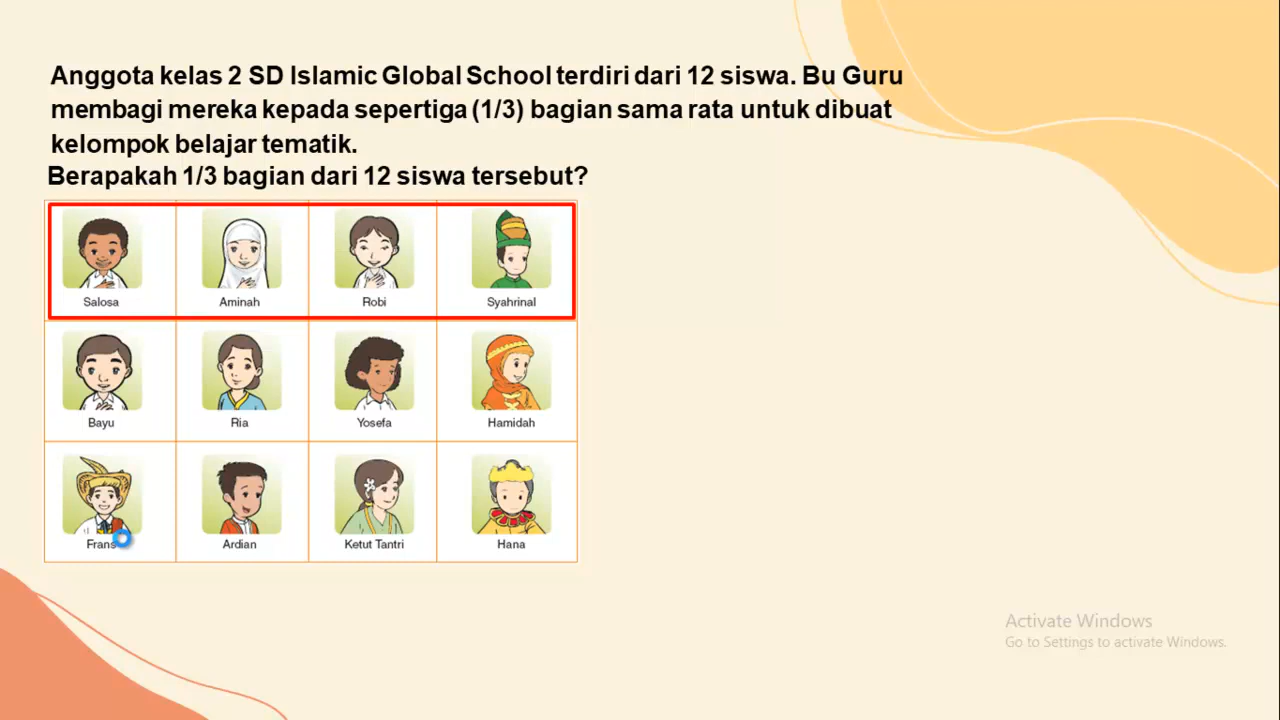 Anggota kelas 2 SD Islamic Global School terdiri dari 12 siswa. Bu Guru
membagi mereka kepada sepertiga (1/3) bagian sama rata untuk dibuat
kelompok belajar tematik.
Berapakah 1/3 bagian dari 12 siswa tersebut?
Salosa Aminah Robi Syahrinal
Bayu Ria Yosefa Hamidah
Frans Ardian Ketut Tantri Hana
Activate Windows
Go to Settings to activate Windows.